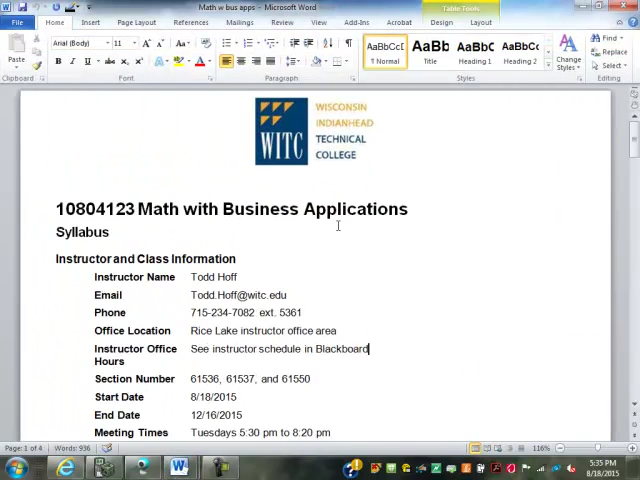 Math w bus apps - Microsoft Word
Table Tools
File Home Insert Page Layout References Mailings Review View Add-Ins Acrobat Design Layout
Arial (Body) 11
AaBbCcD AaBb AaBbC AaBbCc
¶ Normal Title Heading 1 Heading 2
Change Styles
Find
Replace
Select
Clipboard Font Paragraph Styles Editing
Paste
WITC
WISCONSIN
INDIANHEAD
TECHNICAL
COLLEGE
10804123 Math with Business Applications
Syllabus
Instructor and Class Information
Instructor Name Todd Hoff
Email Todd.Hoff@witc.edu
Phone 715-234-7082 ext. 5361
Office Location Rice Lake instructor office area
Instructor Office Hours See instructor schedule in Blackboard
Section Number 61536, 61537, and 61550
Start Date 8/18/2015
End Date 12/16/2015
Meeting Times Tuesdays 5:30 pm to 8:20 pm
Page: 1 of 4 Words: 936 116%
5:35 PM
8/18/2015